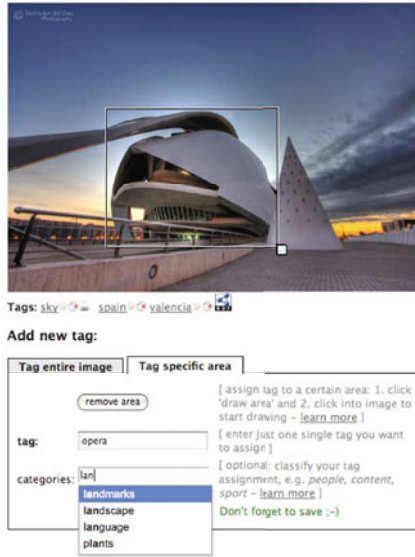 Photography
Tags: sky spain valencia
Add new tag:
Tag entire image
Tag specific area
remove area
[ assign tag to a certain area: 1. click
'draw area' and 2. click into image to
start drawing – learn more ]
tag:
opera
[ enter just one single tag you want
to assign ]
categories:
lan
[ optional: classify your tag
assignment, e.g. people, content,
sport – learn more ]
landmarks
landscape
language
plants
Don't forget to save ;-)